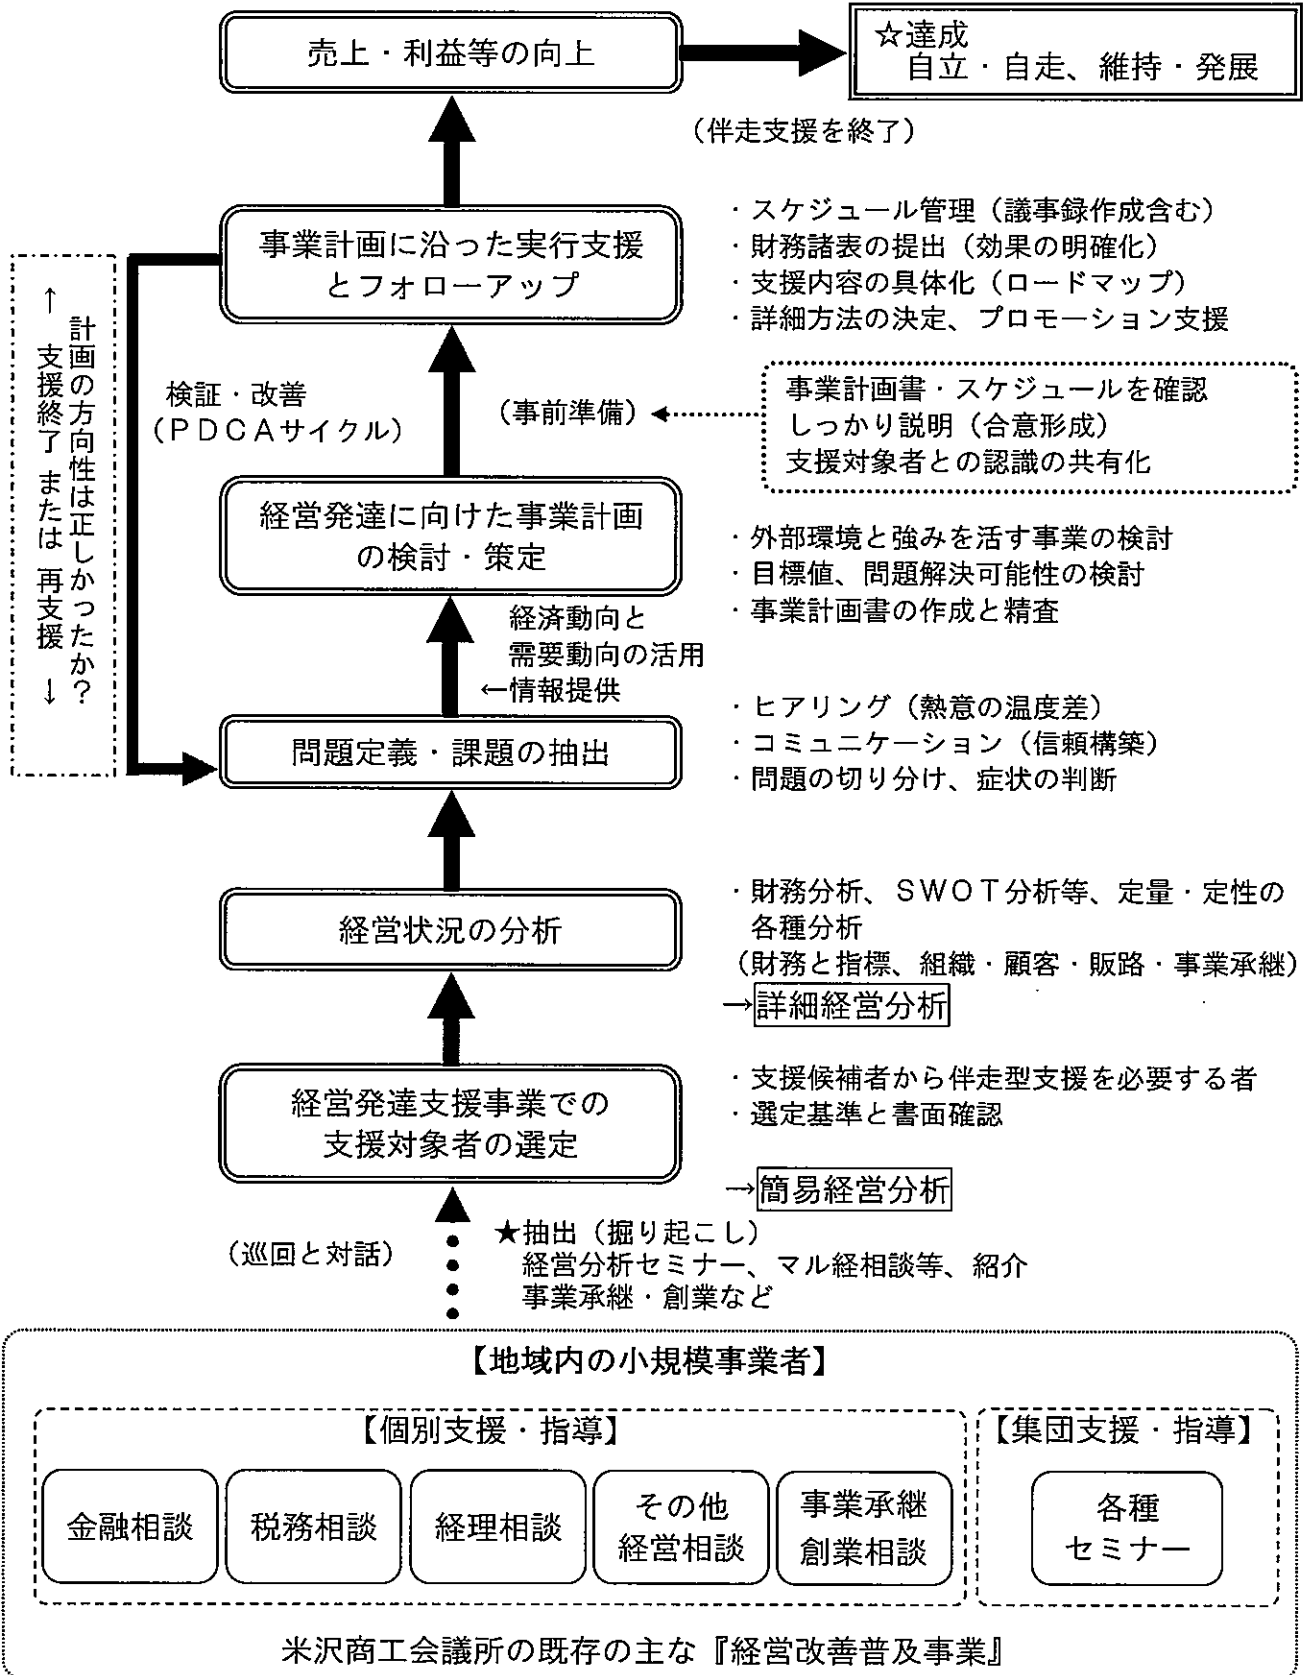 売上・利益等の向上
☆達成
自立・自走、維持・発展
(伴走支援を終了)
事業計画に沿った実行支援
とフォローアップ
・スケジュール管理(議事録作成含む)
・財務諸表の提出(効果の明確化)
・支援内容の具体化(ロードマップ)
・詳細方法の決定、プロモーション支援
計画の方向性は正しかったか?
← 支援終了 または 再支援 →
検証・改善
(PDCAサイクル)
(事前準備)
事業計画書・スケジュールを確認
しっかり説明(合意形成)
支援対象者との認識の共有化
経営発達に向けた事業計画
の検討・策定
・外部環境と強みを活す事業の検討
・目標値、問題解決可能性の検討
・事業計画書の作成と精査
経済動向と
需要動向の活用
←情報提供
問題定義・課題の抽出
・ヒアリング(熱意の温度差)
・コミュニケーション(信頼構築)
・問題の切り分け、症状の判断
経営状況の分析
・財務分析、SWOT分析等、定量・定性の
各種分析
(財務と指標、組織・顧客・販路・事業承継)
→詳細経営分析
経営発達支援事業での
支援対象者の選定
・支援候補者から伴走型支援を必要する者
・選定基準と書面確認
→簡易経営分析
(巡回と対話)
★抽出(掘り起こし)
経営分析セミナー、マル経相談等、紹介
事業承継・創業など
【地域内の小規模事業者】
【個別支援・指導】
【集団支援・指導】
金融相談
税務相談
経理相談
その他
経営相談
事業承継
創業相談
各種
セミナー
米沢商工会議所の既存の主な『経営改善普及事業』